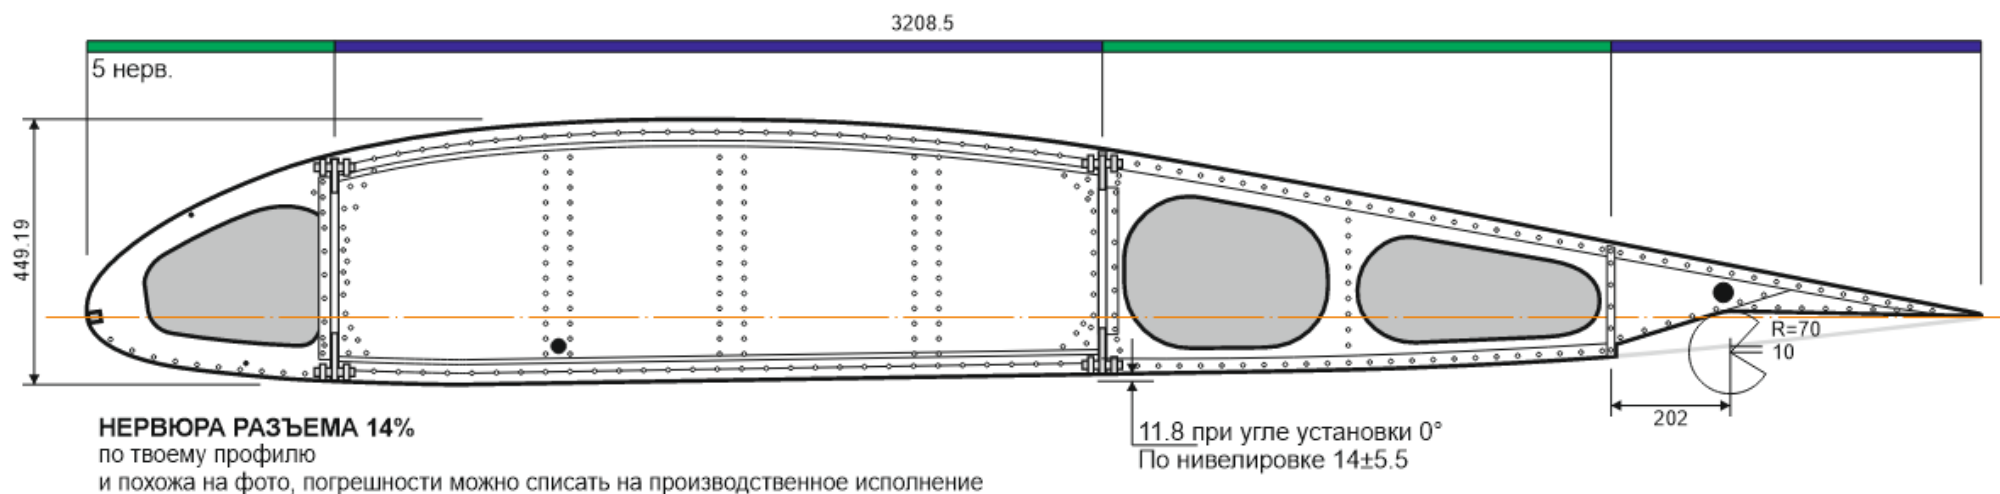 3208.5
5 нерв.
449.19
R=70
10
202
11.8 при угле установки 0°
По нивелировке 14±5.5
НЕРВЮРА РАЗЪЕМА 14%
по твоему профилю
и похожа на фото, погрешности можно списать на производственное исполнение